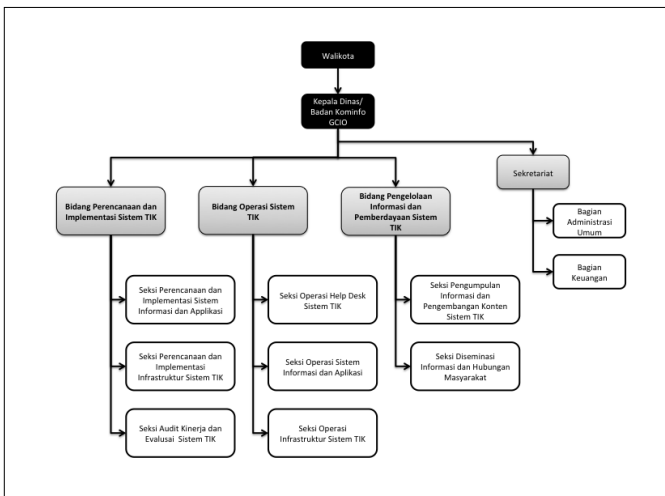 Walikota
Kepala Dinas/
Badan Kominfo
GCIO
Sekretariat
Bidang Perencanaan dan
Implementasi Sistem TIK
Bidang Operasi Sistem
TIK
Bidang Pengelolaan
Informasi dan
Pemberdayaan Sistem
TIK
Bagian
Administrasi
Umum
Bagian
Keuangan
Seksi Perencanaan dan
Implementasi Sistem
Informasi dan Applikasi
Seksi Operasi Help Desk
Sistem TIK
Seksi Pengumpulan
Informasi dan
Pengembangan Konten
Sistem TIK
Seksi Perencanaan dan
Implementasi
Infrastruktur Sistem TIK
Seksi Operasi Sistem
Informasi dan Aplikasi
Seksi Diseminasi
Informasi dan Hubungan
Masyarakat
Seksi Audit Kinerja dan
Evalusai Sistem TIK
Seksi Operasi
Infrastruktur Sistem TIK